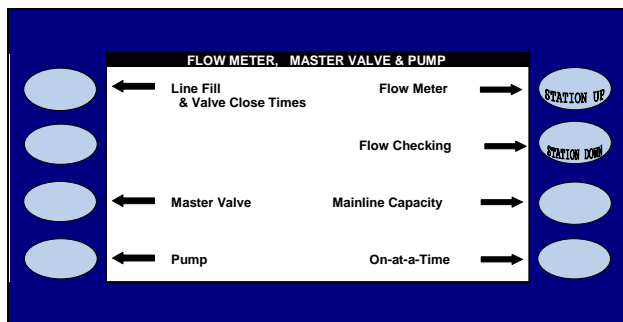 FLOW METER, MASTER VALVE & PUMP
Line Fill
& Valve Close Times
Flow Meter
STATION UP
Flow Checking
STATION DOWN
Master Valve
Mainline Capacity
Pump
On-at-a-Time